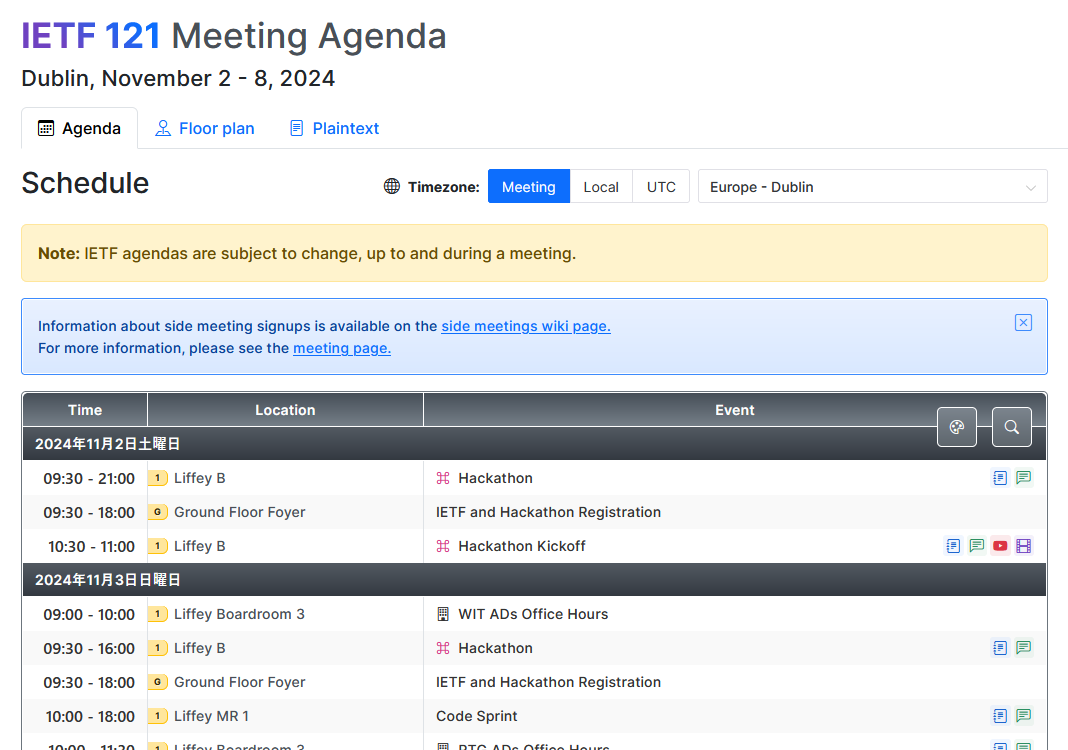 IETF 121 Meeting Agenda
Dublin, November 2 - 8, 2024
Agenda Floor plan Plaintext
Schedule Timezone: Meeting Local UTC Europe - Dublin
Note: IETF agendas are subject to change, up to and during a meeting.
Information about side meeting signups is available on the side meetings wiki page.
For more information, please see the meeting page.
Time Location Event
2024年11月2日土曜日
09:30 - 21:00 1 Liffey B Hackathon
09:30 - 18:00 G Ground Floor Foyer IETF and Hackathon Registration
10:30 - 11:00 1 Liffey B Hackathon Kickoff
2024年11月3日日曜日
09:00 - 10:00 1 Liffey Boardroom 3 WIT ADs Office Hours
09:30 - 16:00 1 Liffey B Hackathon
09:30 - 18:00 G Ground Floor Foyer IETF and Hackathon Registration
10:00 - 18:00 1 Liffey MR 1 Code Sprint
10:00 - 11:30 1 Liffey Boardroom 3 RTG ADs Office Hours